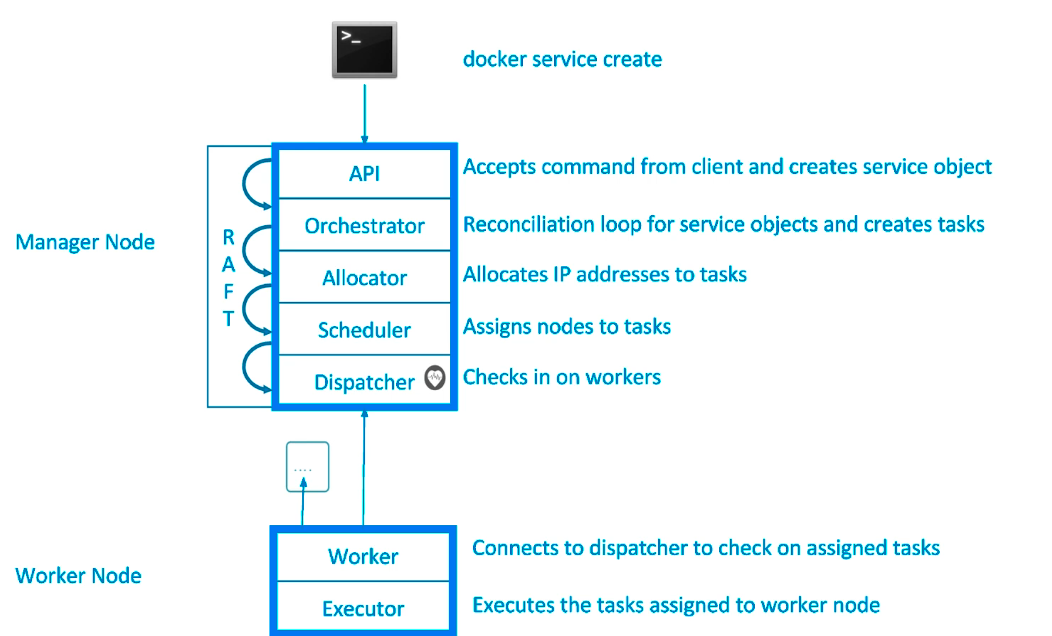 >_
docker service create
API
Accepts command from client and creates service object
Manager Node
R
A
F
T
Orchestrator
Reconciliation loop for service objects and creates tasks
Allocator
Allocates IP addresses to tasks
Scheduler
Assigns nodes to tasks
Dispatcher
Checks in on workers
....
Worker Node
Worker
Connects to dispatcher to check on assigned tasks
Executor
Executes the tasks assigned to worker node